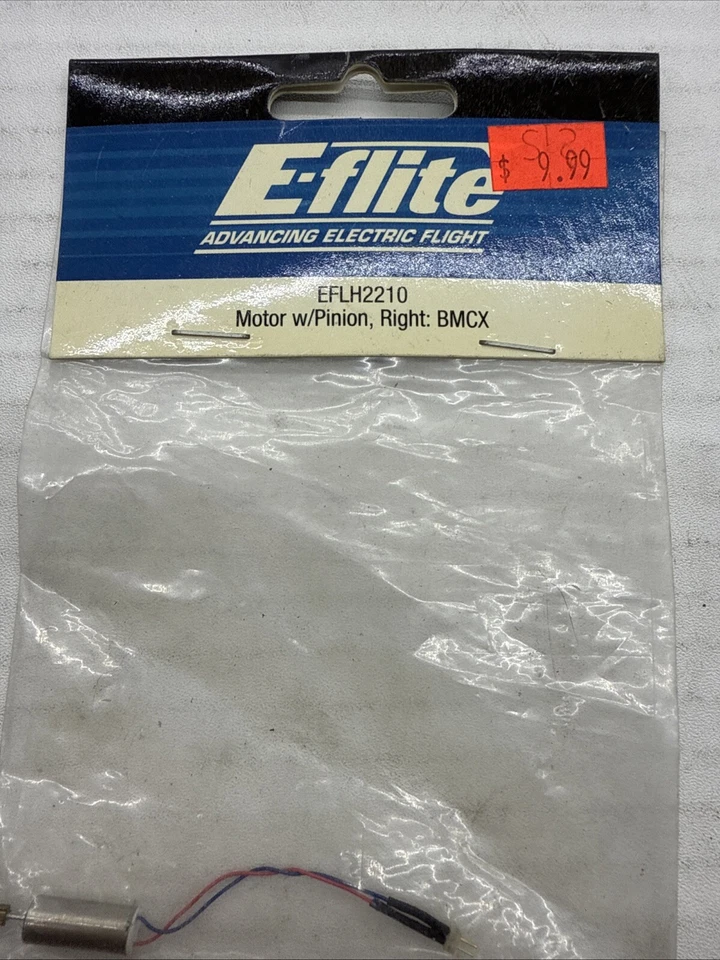 E-flite
$ 9.99
ADVANCING ELECTRIC FLIGHT
EFLH2210
Motor w/Pinion, Right: BMCX